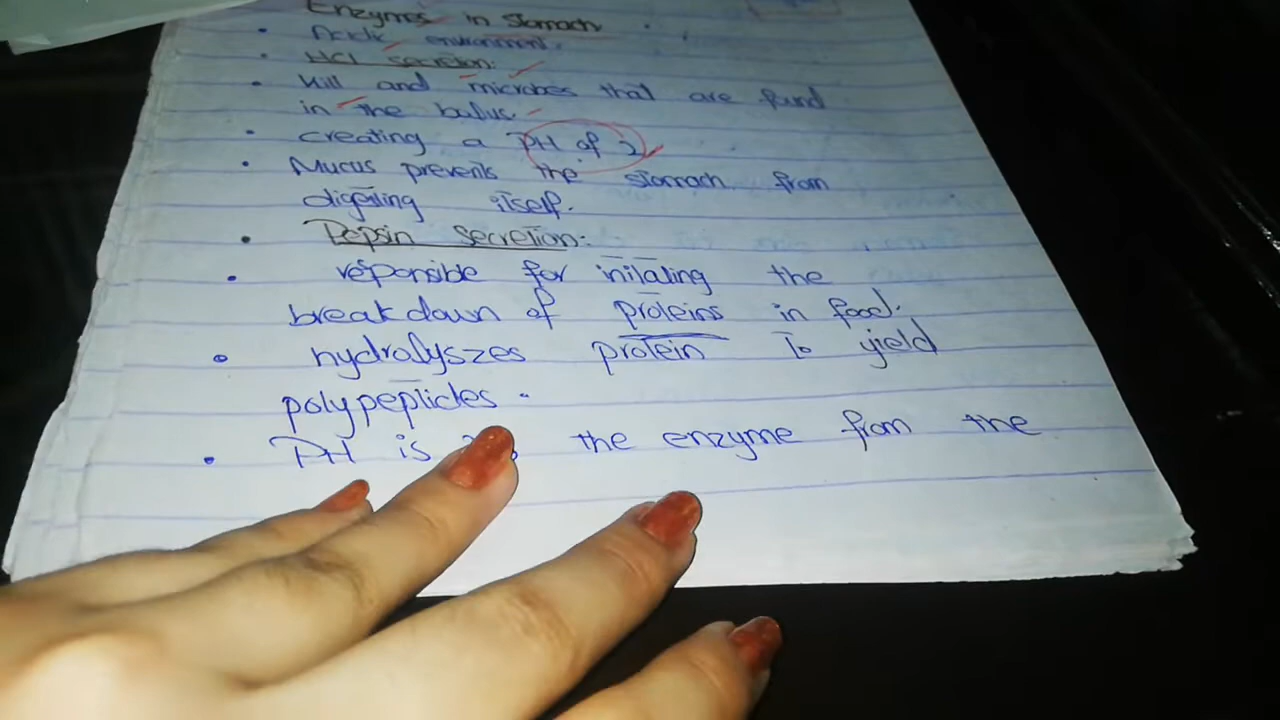 Enzymes in Stomach
Acidic environment.
HCl secretion:
Kill and microbes that are found
in the bulus.
creating a PH of 2
Mucus prevents the stomach from
digesting itself.
Pepsin secretion:
responsible for initating the
breakdown of proteins in food.
hydrolyszes protein To yield
polypeptides.
PH is the enzyme from the